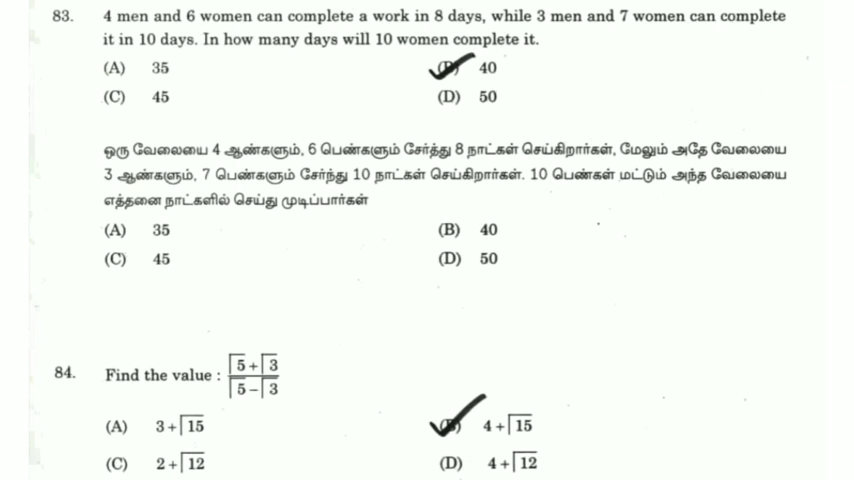 83. 4 men and 6 women can complete a work in 8 days, while 3 men and 7 women can complete
it in 10 days. In how many days will 10 women complete it.
(A) 35 (B) 40
(C) 45 (D) 50
ஒரு வேலையை 4 ஆண்களும், 6 பெண்களும் சேர்த்து 8 நாட்கள் செய்கிறார்கள், மேலும் அதே வேலையை
3 ஆண்களும், 7 பெண்களும் சேர்ந்து 10 நாட்கள் செய்கிறார்கள். 10 பெண்கள் மட்டும் அந்த வேலையை
எத்தனை நாட்களில் செய்து முடிப்பார்கள்
(A) 35 (B) 40
(C) 45 (D) 50
84. Find the value : (√5 + √3) / (√5 − √3)
(A) 3 + √15 (B) 4 + √15
(C) 2 + √12 (D) 4 + √12